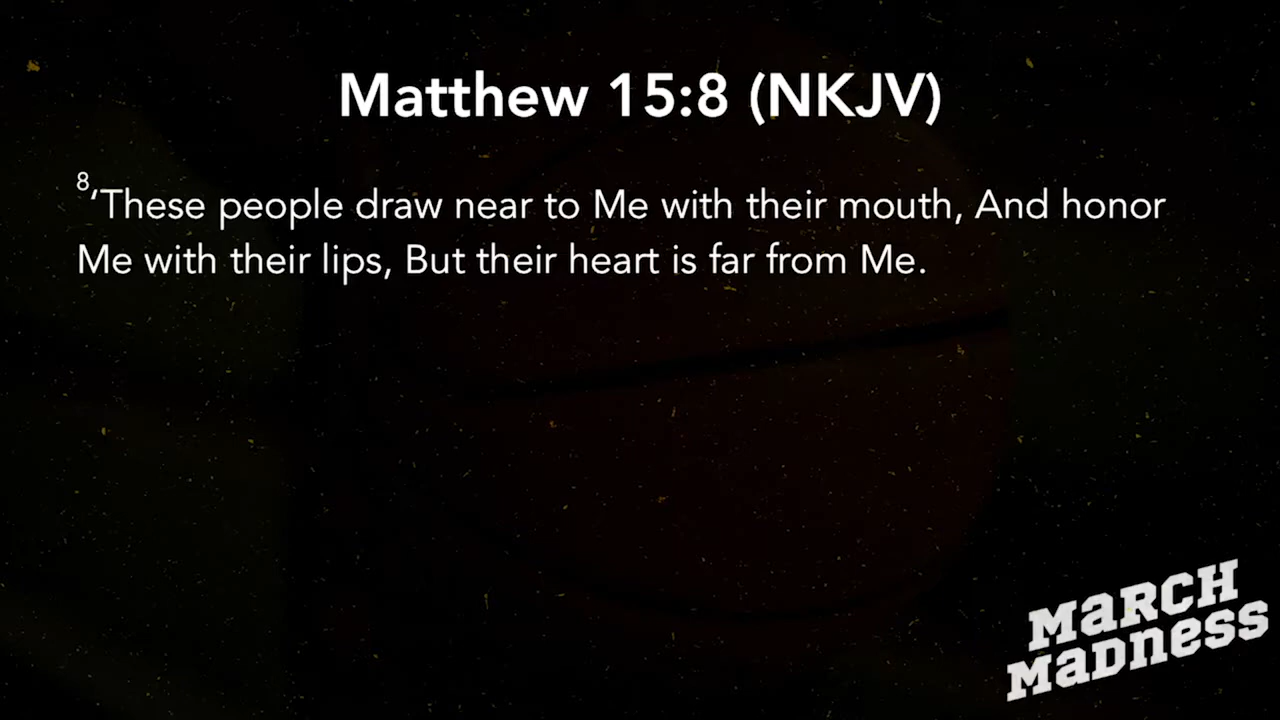 Matthew 15:8 (NKJV)
8‘These people draw near to Me with their mouth, And honor
Me with their lips, But their heart is far from Me.
MaRCH
MaDness